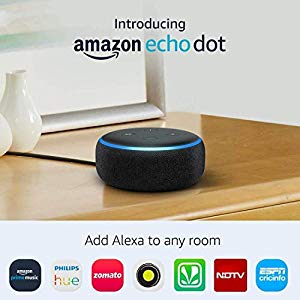 Introducing
amazon echo dot
Add Alexa to any room
amazon
prime music
PHILIPS
hue
zomato
NDTV
ESPN
cricinfo